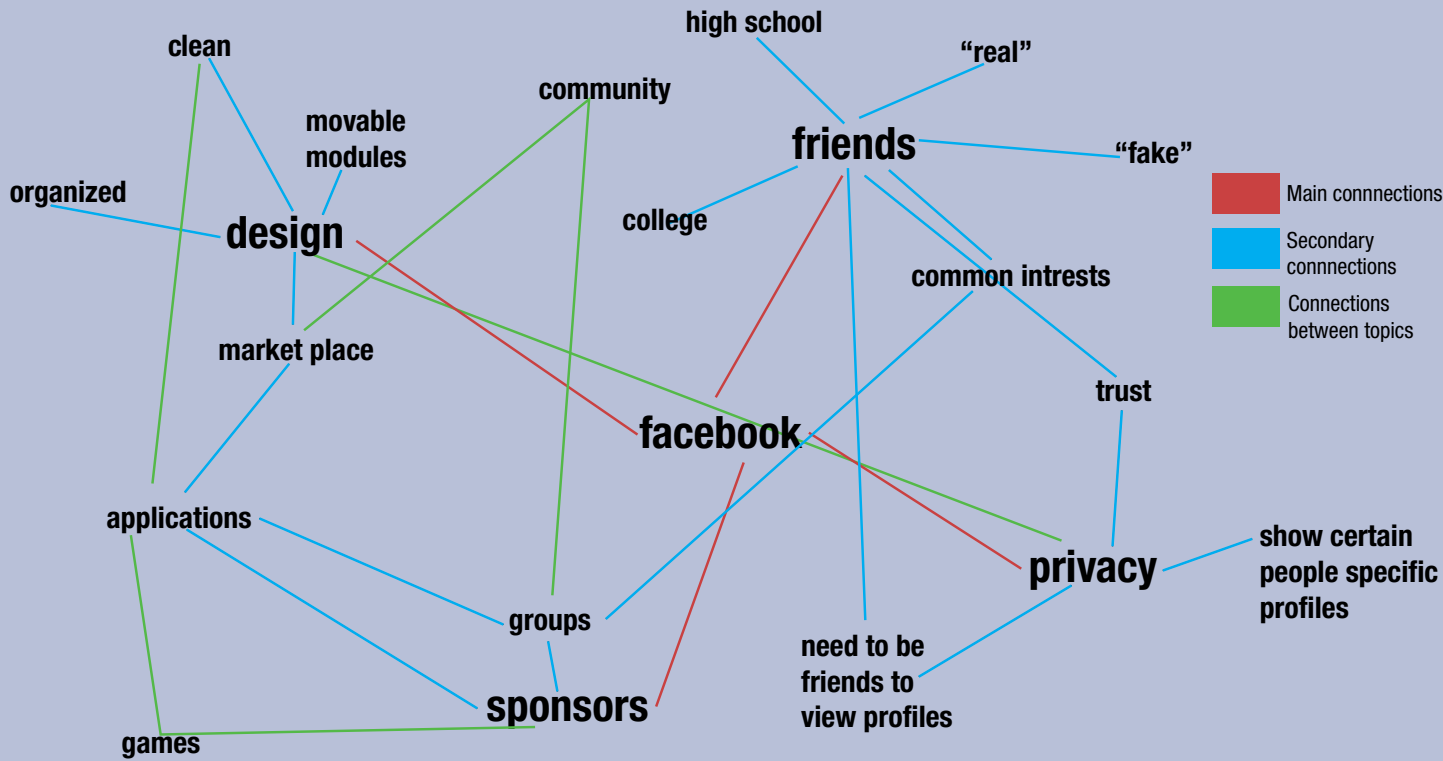 high school
clean
“real”
community
movable
modules
friends
“fake”
organized
Main connnections
college
design
Secondary
connnections
common intrests
Connections
between topics
market place
trust
facebook
applications
show certain
people specific
profiles
privacy
groups
need to be
friends to
view profiles
sponsors
games